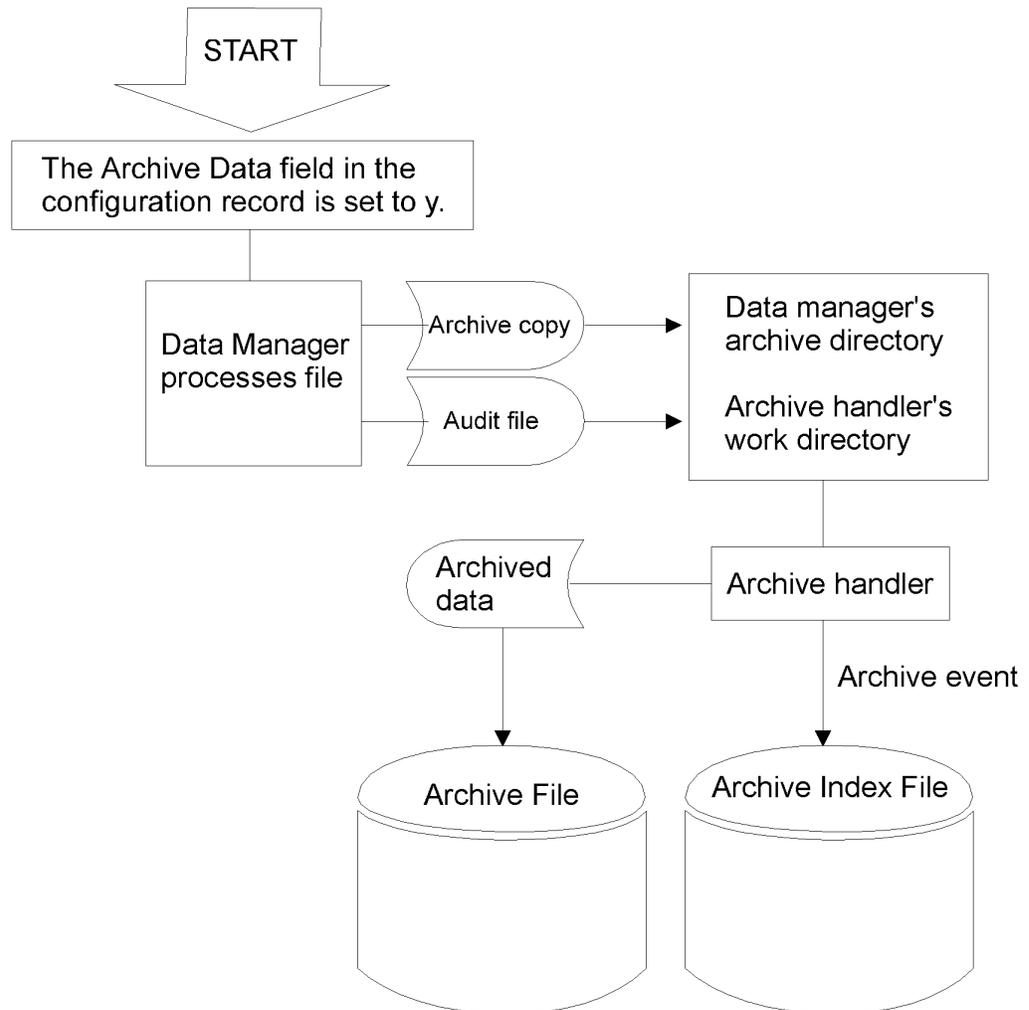 START
The Archive Data field in the
configuration record is set to y.
Data Manager
processes file
Archive copy
Audit file
Data manager's
archive directory
Archive handler's
work directory
Archived
data
Archive handler
Archive event
Archive File
Archive Index File